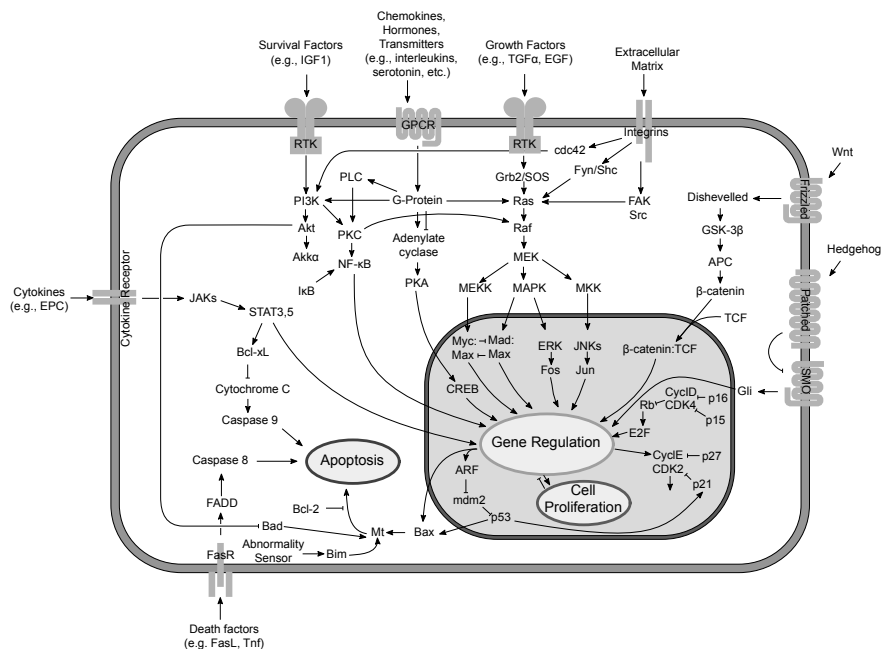 Chemokines,
Hormones,
Transmitters
(e.g., interleukins,
serotonin, etc.)
Survival Factors
(e.g., IGF1)
Growth Factors
(e.g., TGFα, EGF)
Extracellular
Matrix
GPCR
RTK
RTK
Integrins
cdc42
Wnt
Fyn/Shc
Grb2/SOS
PLC
Frizzled
PI3K
G-Protein
Ras
FAK
Src
Dishevelled
Akt
PKC
Raf
GSK-3β
Adenylate
cyclase
Akkα
NF-κB
MEK
APC
Hedgehog
IκB
PKA
MEKK
MAPK
MKK
β-catenin
Patched
Cytokines
(e.g., EPC)
Cytokine Receptor
JAKs
STAT3,5
TCF
Myc:
Max
Mad:
Max
ERK
Fos
JNKs
Jun
β-catenin:TCF
Bcl-xL
SMO
Cytochrome C
CREB
Gli
CycID
CDK4
p16
p15
Rb
E2F
Caspase 9
Gene Regulation
CyclE
CDK2
p27
p21
Caspase 8
Apoptosis
ARF
mdm2
p53
Cell
Proliferation
FADD
Bcl-2
Bad
Mt
Bax
Abnormality
Sensor
Bim
FasR
Death factors
(e.g. FasL, Tnf)